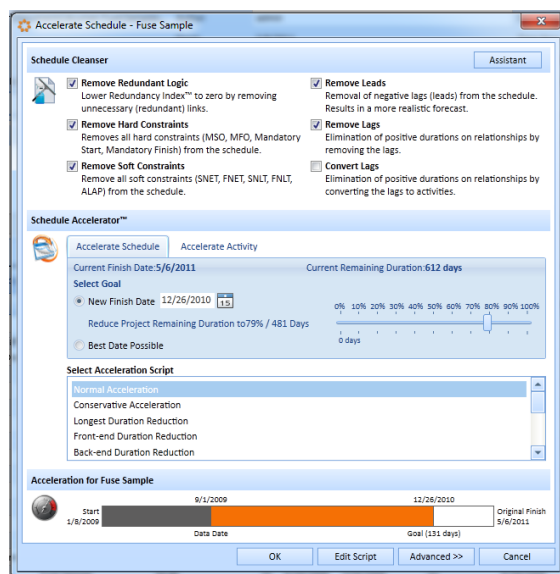 Accelerate Schedule - Fuse Sample
Schedule Cleanser
Assistant
Remove Redundant Logic
Lower Redundancy Index™ to zero by removing
unnecessary (redundant) links.
Remove Leads
Removal of negative lags (leads) from the schedule.
Results in a more realistic forecast.
Remove Hard Constraints
Removes all hard constraints (MSO, MFO, Mandatory
Start, Mandatory Finish) from the schedule.
Remove Lags
Elimination of positive durations on relationships by
removing the lags.
Remove Soft Constraints
Remove all soft constraints (SNET, FNET, SNLT, FNLT,
ALAP) from the schedule.
Convert Lags
Elimination of positive durations on relationships by
converting the lags to activities.
Schedule Accelerator™
Accelerate Schedule
Accelerate Activity
Current Finish Date:5/6/2011
Current Remaining Duration:612 days
Select Goal
New Finish Date 12/26/2010 15
0% 10% 20% 30% 40% 50% 60% 70% 80% 90% 100%
Reduce Project Remaining Duration to79% / 481 Days
0 days
Best Date Possible
Select Acceleration Script
Normal Acceleration
Conservative Acceleration
Longest Duration Reduction
Front-end Duration Reduction
Back-end Duration Reduction
Acceleration for Fuse Sample
9/1/2009
12/26/2010
Start
1/8/2009
Original Finish
5/6/2011
Data Date
Goal (131 days)
OK
Edit Script
Advanced >>
Cancel